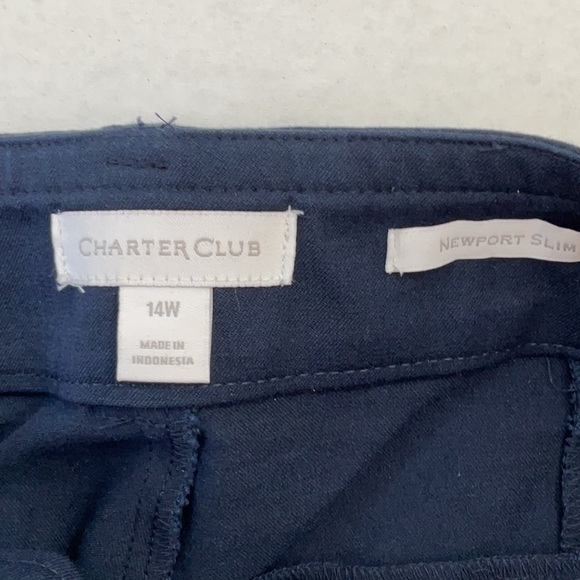 CHARTER CLUB
NEWPORT SLIM
14W
MADE IN
INDONESIA